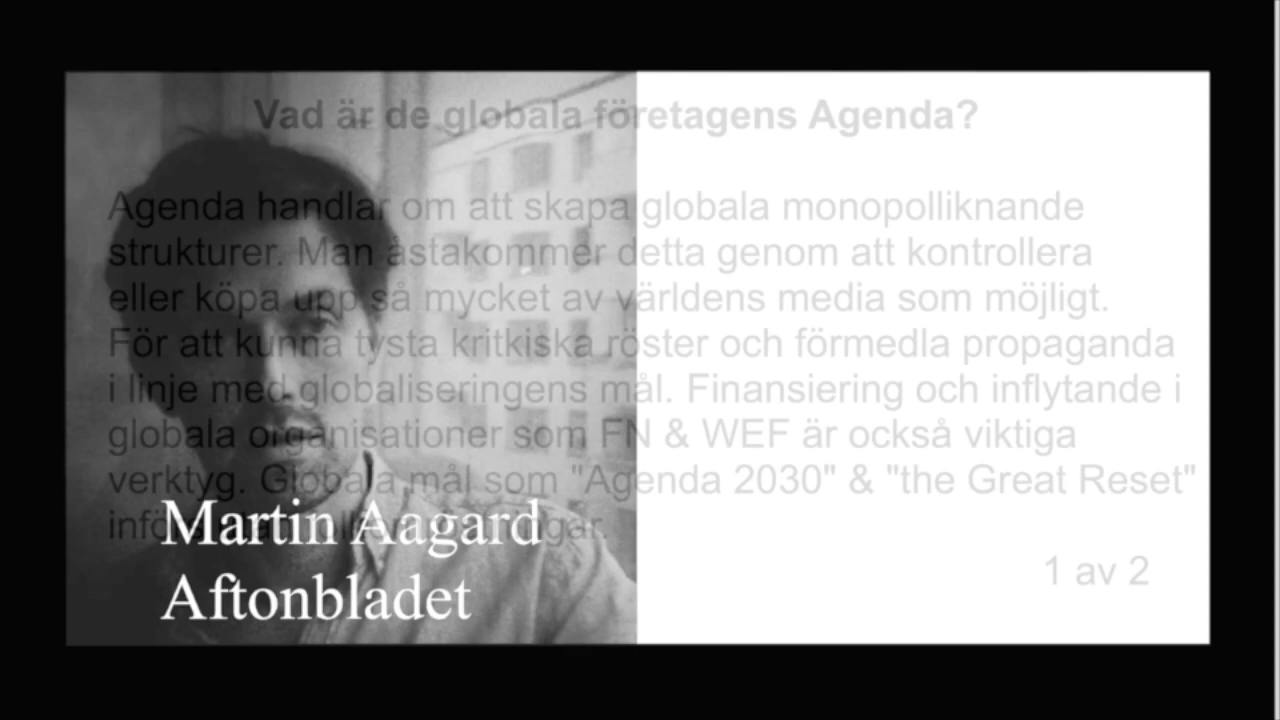 Vad är de globala företagens Agenda?
Agenda handlar om att skapa globala monopolliknande
strukturer. Man åstakommer detta genom att kontrollera
eller köpa upp så mycket av världens media som möjligt.
För att kunna tysta kritkiska röster och förmedla propaganda
i linje med globaliseringens mål. Finansiering och inflytande i
globala organisationer som FN & WEF är också viktiga
verktyg. Globala mål som "Agenda 2030" & "the Great Reset"
Martin Aagard
Aftonbladet
1 av 2